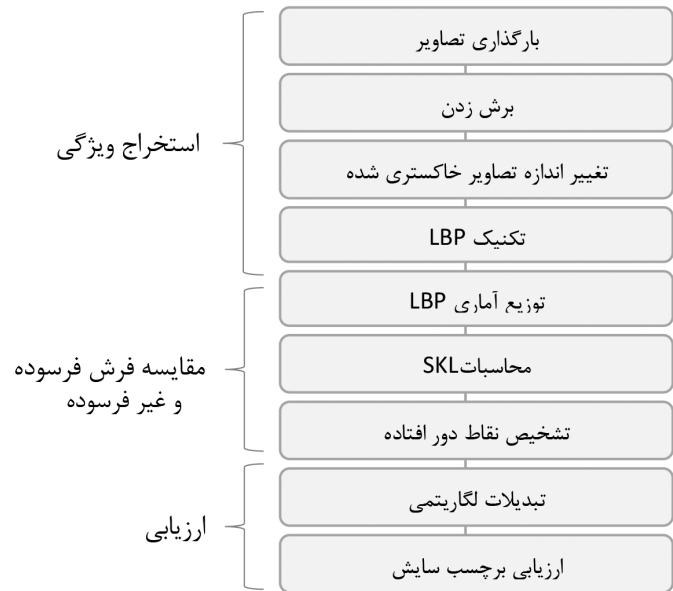 بارگذاری تصاویر
برش زدن
استخراج ویژگی
تغییر اندازه تصاویر خاکستری شده
تکنیک LBP
توزیع آماری LBP
مقایسه فرش فرسوده
و غیر فرسوده
محاسباتSKL
تشخیص نقاط دور افتاده
تبدیلات لگاریتمی
ارزیابی
ارزیابی برچسب سایش